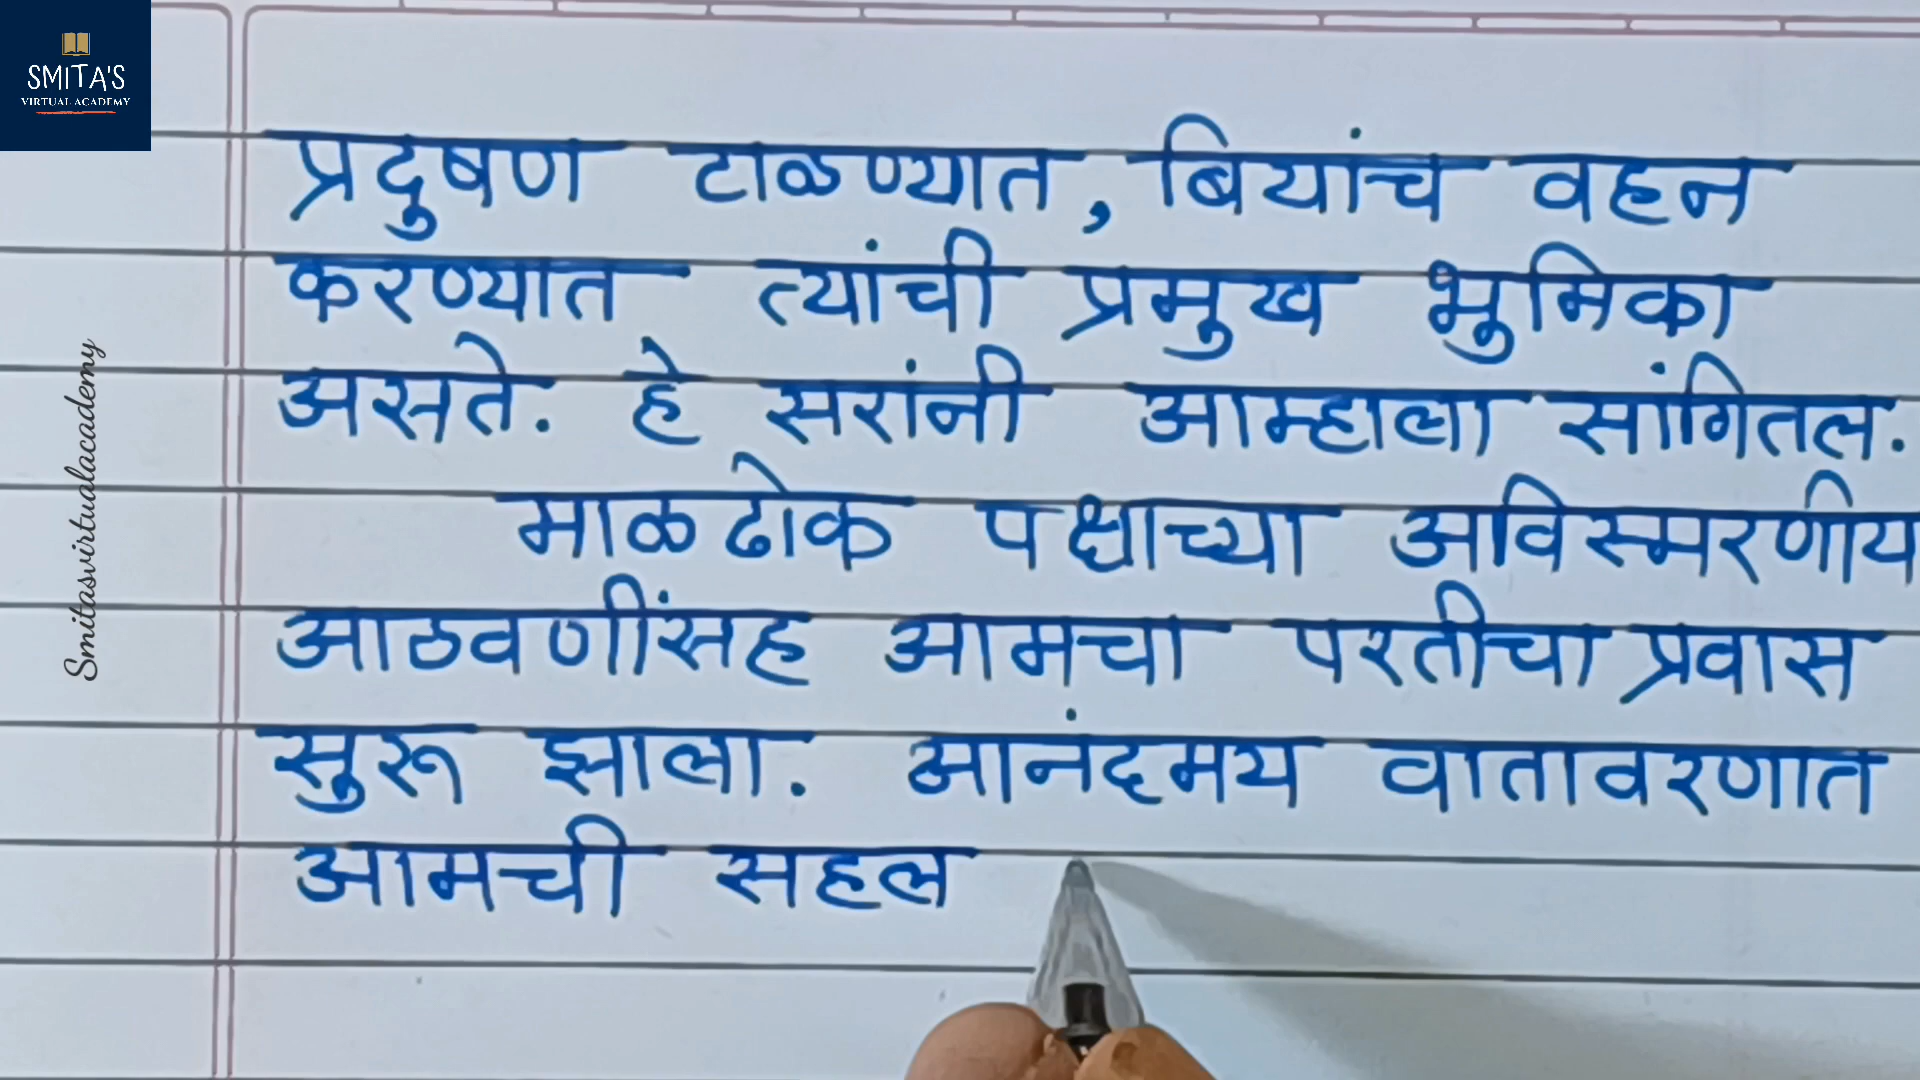 SMITA'S
VIRTUAL ACADEMY
Smitasvirtualacademy
प्रदुषण टाळण्यात, बियांच वहन
करण्यात त्यांची प्रमुख भुमिका
असते. हे सरांनी आम्हाला सांगितल.
माळढोक पक्षाच्या अविस्मरणीय
आठवणींसह आमचा परतीचा प्रवास
सुरू झाला. आनंदमय वातावरणात
आमची सहल